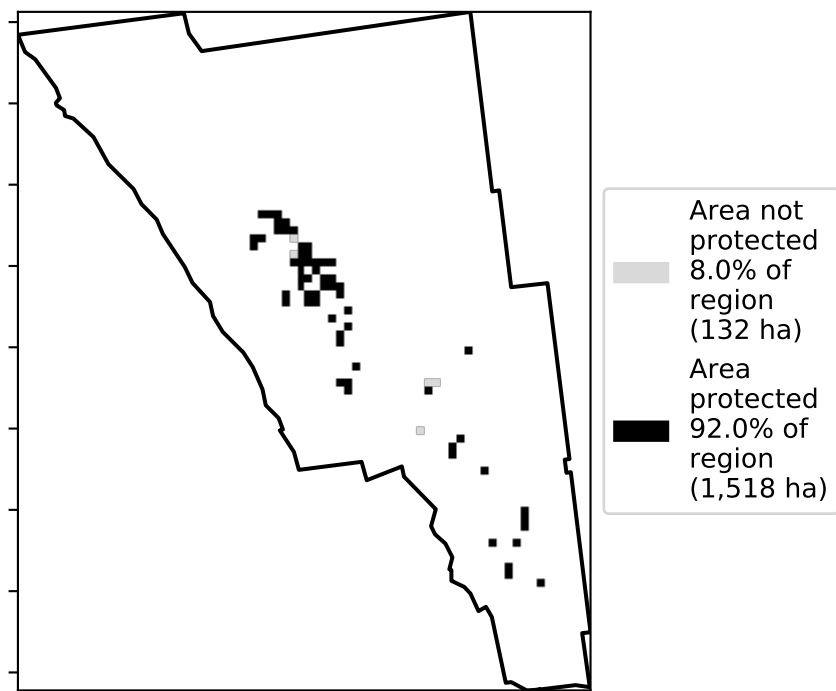 Area not
protected
8.0% of
region
(132 ha)
Area
protected
92.0% of
region
(1,518 ha)